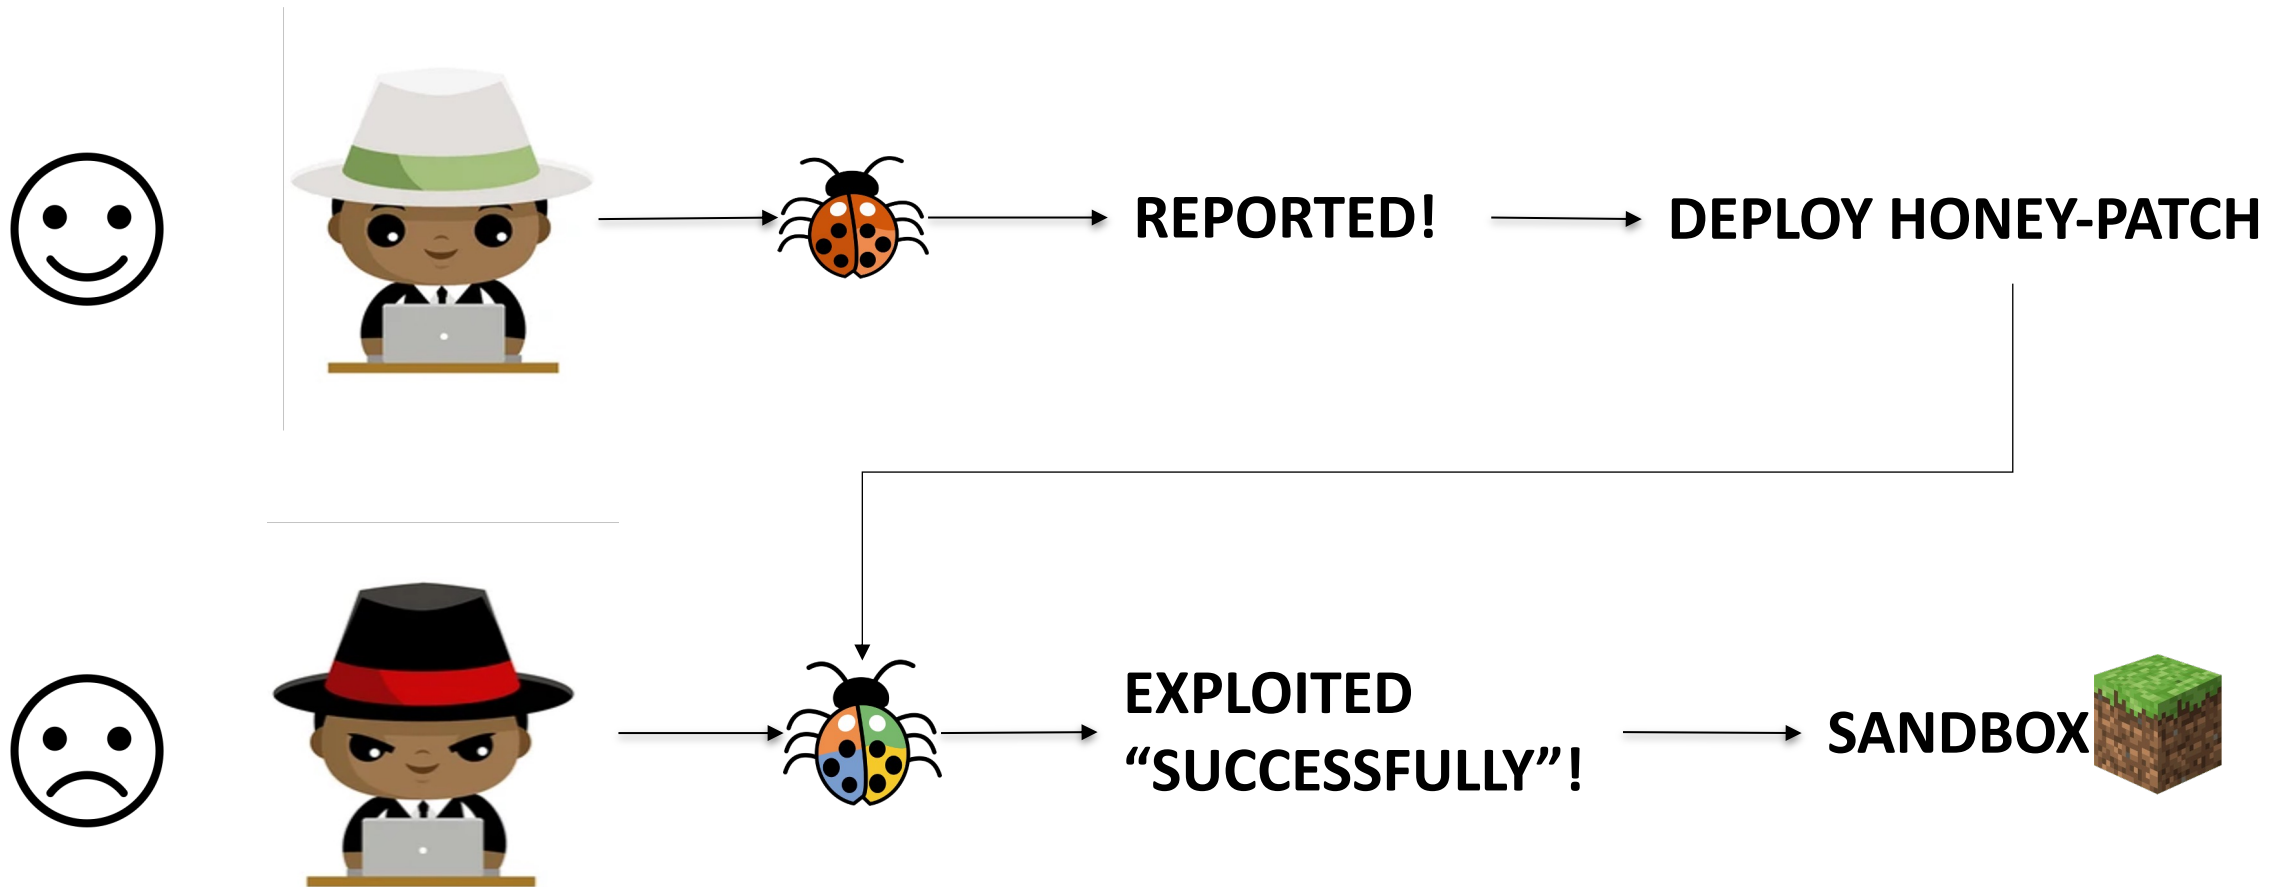 REPORTED!
DEPLOY HONEY-PATCH
EXPLOITED
“SUCCESSFULLY”!
SANDBOX